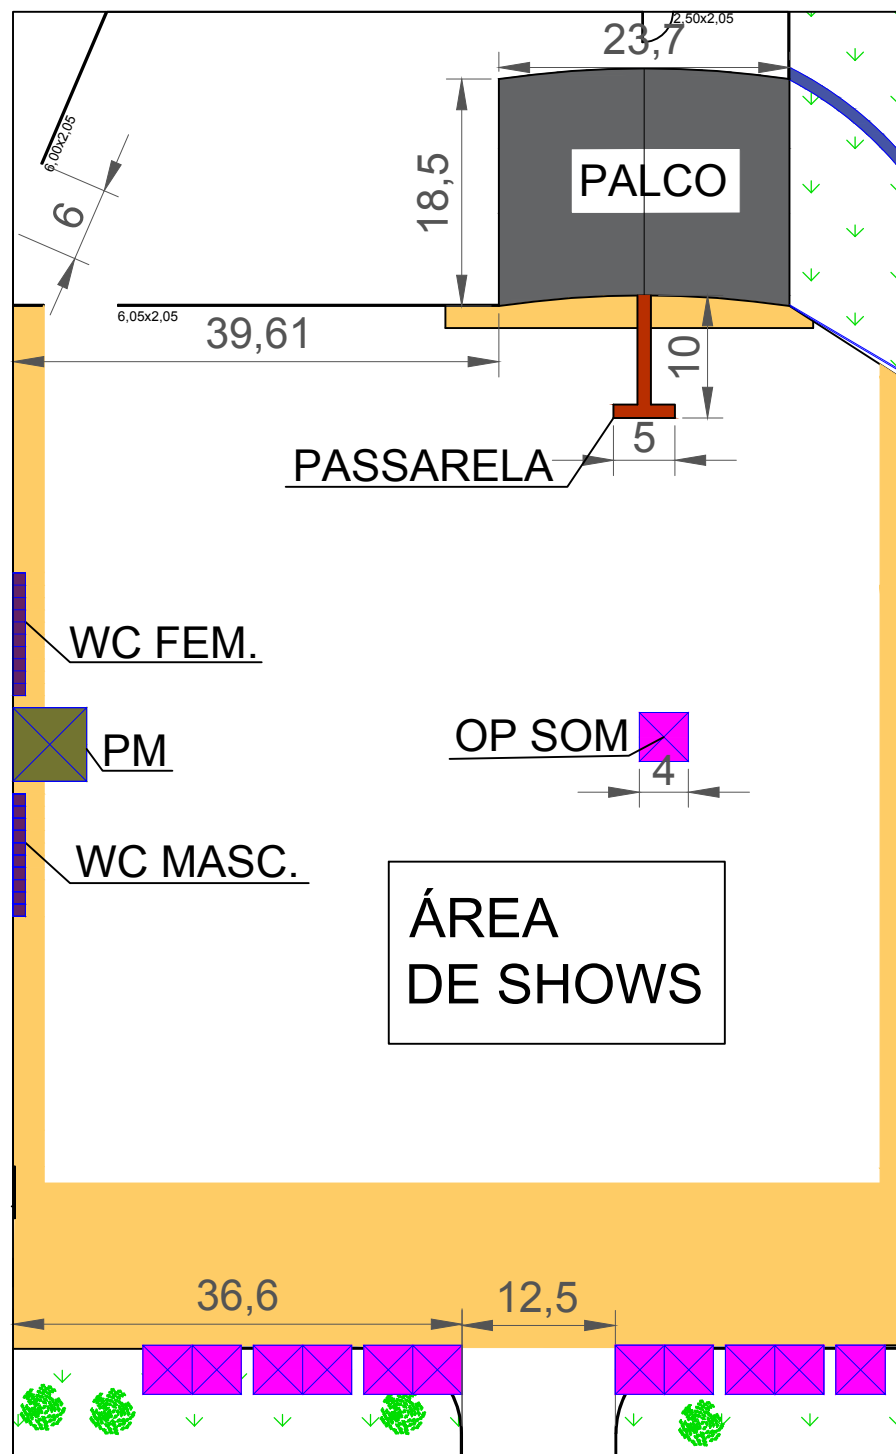 2,50x2,05
23,7
6,00x2,05
18,5
PALCO
6
6,05x2,05
39,61
10
5
PASSARELA
WC FEM.
PM
OP SOM
4
WC MASC.
ÁREA
DE SHOWS
36,6
12,5